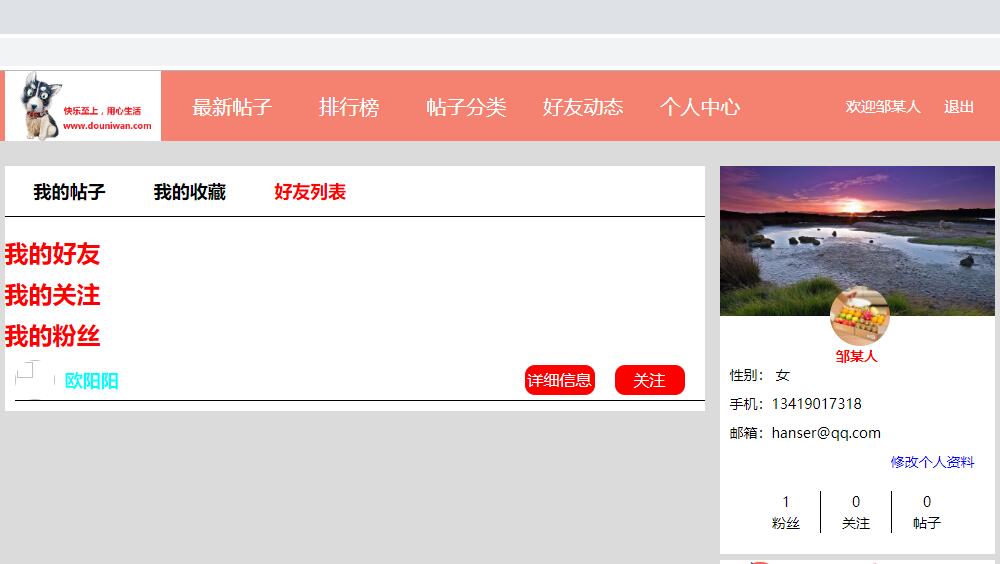 快乐至上，用心生活
www.douniwan.com
最新帖子 排行榜 帖子分类 好友动态 个人中心 欢迎邹某人 退出
我的帖子 我的收藏 好友列表
我的好友
我的关注
我的粉丝
欧阳阳 详细信息 关注
邹某人
性别： 女
手机：13419017318
邮箱：hanser@qq.com
修改个人资料
1 0 0
粉丝 关注 帖子